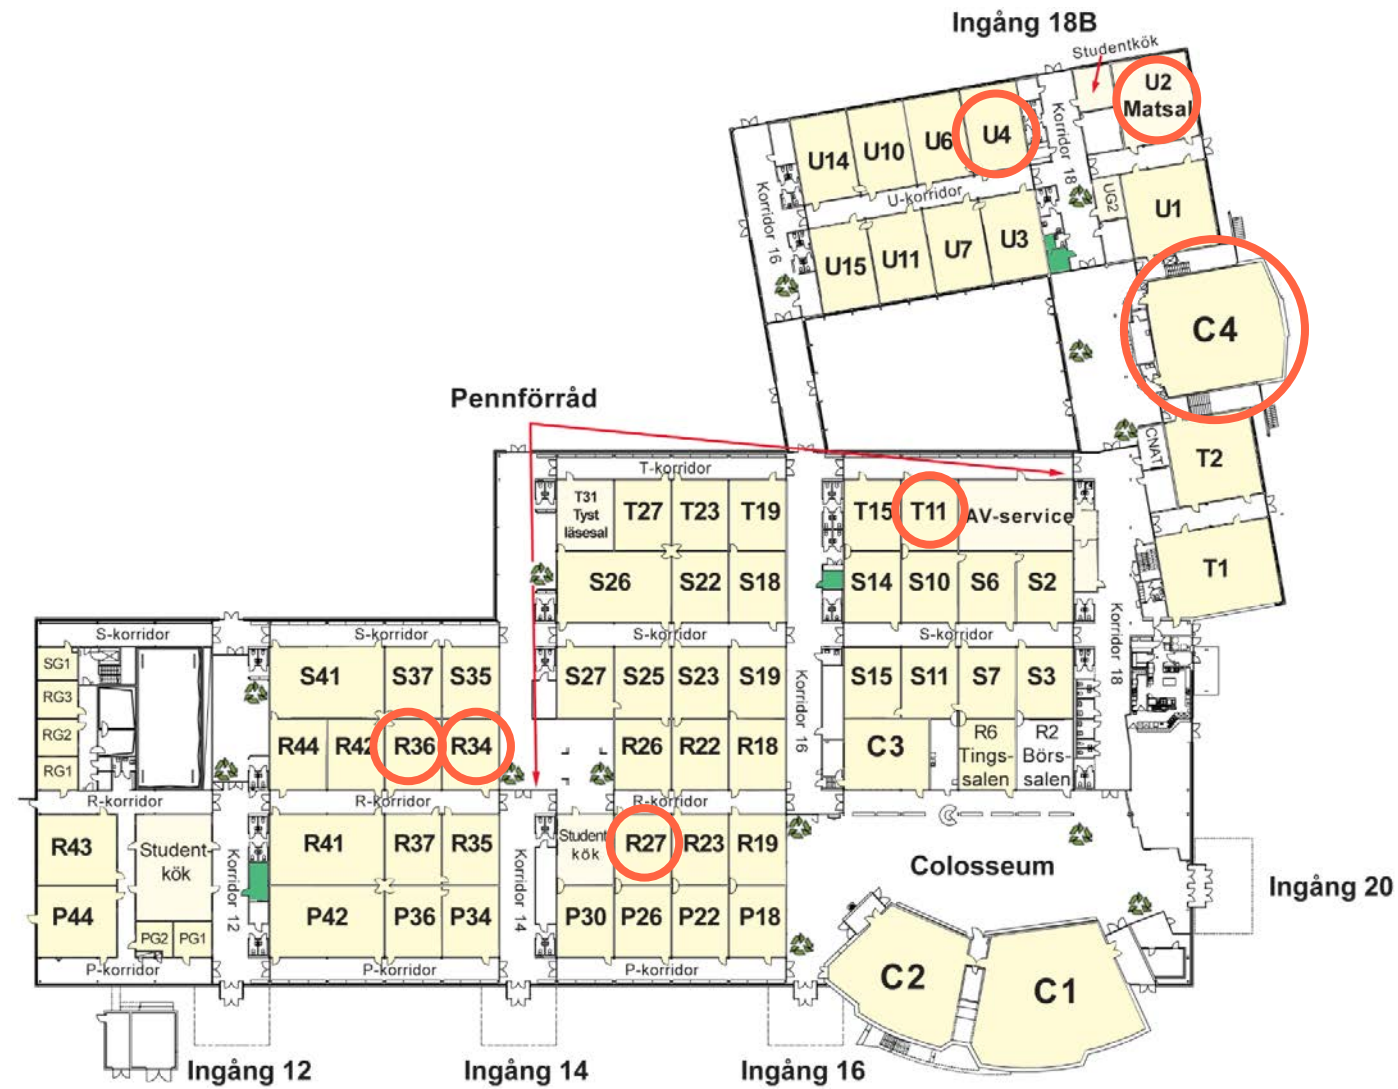 Ingång 18B
Studentkök
U2
Matsal
U14
U10
U6
U4
Korridor 18
Korridor 16
U-korridor
UG2
U1
U15
U11
U7
U3
C4
Pennförråd
T-korridor
CNAT
T2
T31
Tyst
läsesal
T27
T23
T19
T15
T11
AV-service
S26
S22
S18
S14
S10
S6
S2
T1
S-korridor
S-korridor
S-korridor
S-korridor
Korridor 18
SG1
RG3
RG2
RG1
S41
S37
S35
S27
S25
S23
S19
Korridor 16
S15
S11
S7
S3
R44
R42
R36
R34
R26
R22
R18
C3
R6
Tings-
salen
R2
Börs-
salen
R-korridor
R-korridor
R-korridor
R43
Student-
kök
Korridor 12
R41
R37
R35
Korridor 14
Student
kök
R27
R23
R19
Colosseum
Ingång 20
P44
PG2
PG1
P42
P36
P34
P30
P26
P22
P18
C2
C1
P-korridor
P-korridor
P-korridor
Ingång 12
Ingång 14
Ingång 16